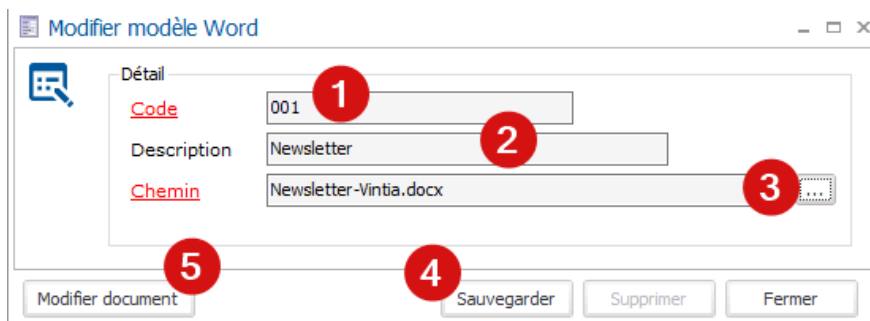 Modifier modèle Word
Détail
Code 001 1
Description Newsletter 2
Chemin Newsletter-Vintia.docx 3 ...
5 4
Modifier document Sauvegarder Supprimer Fermer